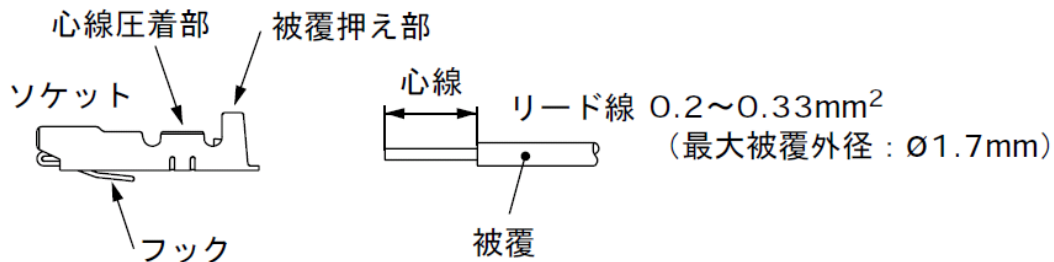 心線圧着部
被覆押え部
ソケット
心線
リード線 0.2～0.33mm²
（最大被覆外径：Ø1.7mm）
フック
被覆